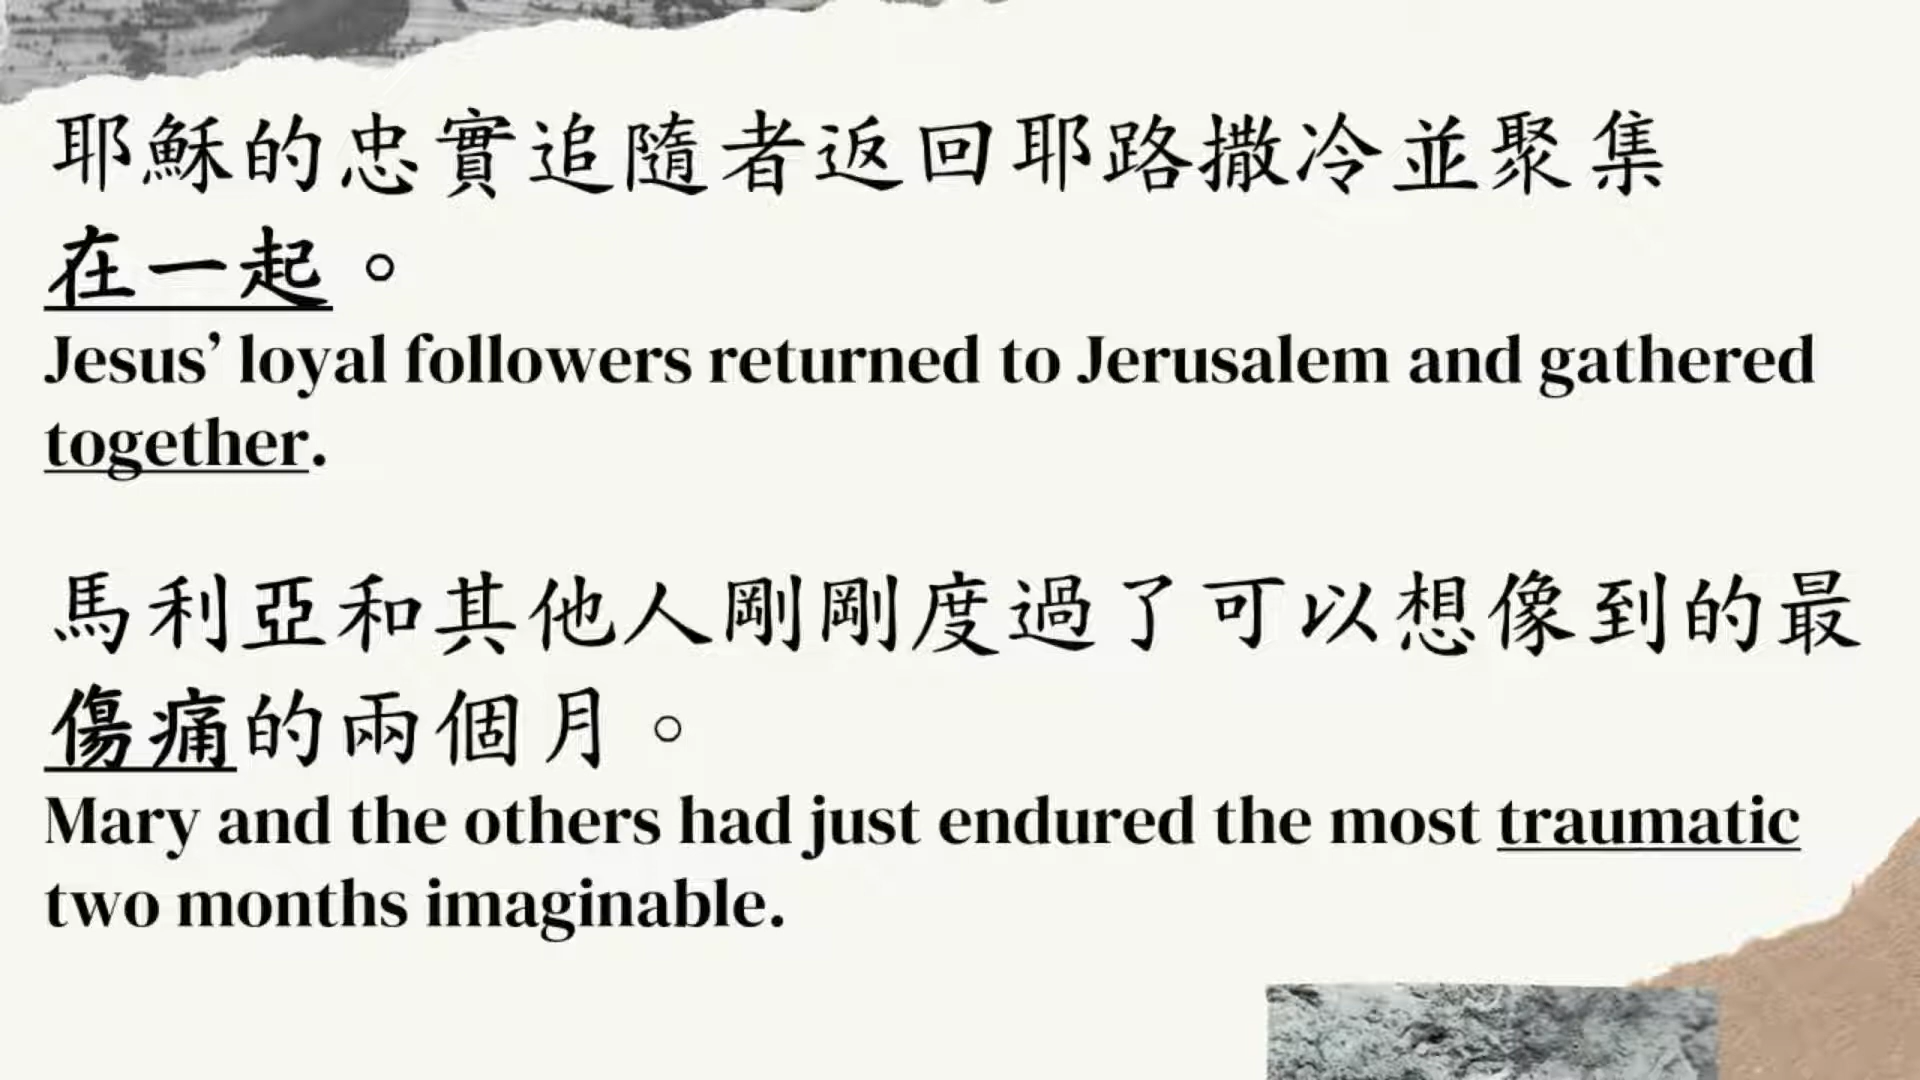 耶穌的忠實追隨者返回耶路撒冷並聚集
在一起。
Jesus’ loyal followers returned to Jerusalem and gathered
together.
馬利亞和其他人剛剛度過了可以想像到的最
傷痛的兩個月。
Mary and the others had just endured the most traumatic
two months imaginable.